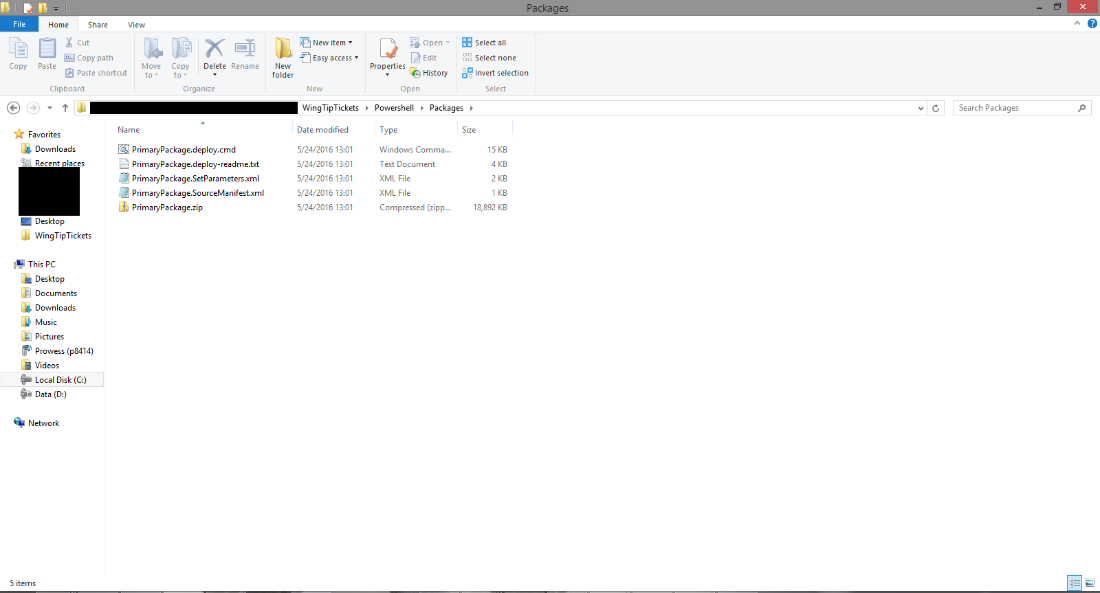 Packages
File Home Share View
Copy
Paste
Cut
Copy path
Paste shortcut
Clipboard
Move to
Copy to
Delete
Rename
Organize
New folder
New item
Easy access
New
Properties
Open
Edit
History
Open
Select all
Select none
Invert selection
Select
WingTipTickets Powershell Packages
Search Packages
Name Date modified Type Size
PrimaryPackage.deploy.cmd 5/24/2016 13:01 Windows Comma... 15 KB
PrimaryPackage.deploy-readme.txt 5/24/2016 13:01 Text Document 4 KB
PrimaryPackage.SetParameters.xml 5/24/2016 13:01 XML File 2 KB
PrimaryPackage.SourceManifest.xml 5/24/2016 13:01 XML File 1 KB
PrimaryPackage.zip 5/24/2016 13:01 Compressed (zipp... 18,892 KB
Favorites
Downloads
Recent places
Desktop
WingTipTickets
This PC
Desktop
Documents
Downloads
Music
Pictures
Prowess (p8414)
Videos
Local Disk (C:)
Data (D:)
Network
5 items